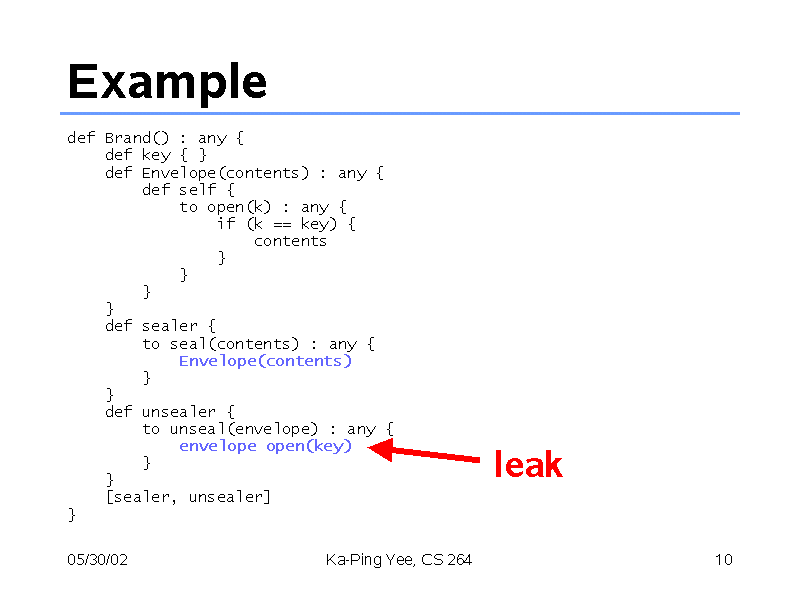 Example
def Brand() : any {
    def key { }
    def Envelope(contents) : any {
        def self {
            to open(k) : any {
                if (k == key) {
                    contents
                }
            }
        }
    }
    def sealer {
        to seal(contents) : any {
            Envelope(contents)
        }
    }
    def unsealer {
        to unseal(envelope) : any {
            envelope open(key)
        }
    }
    [sealer, unsealer]
}
leak
05/30/02
Ka-Ping Yee, CS 264
10